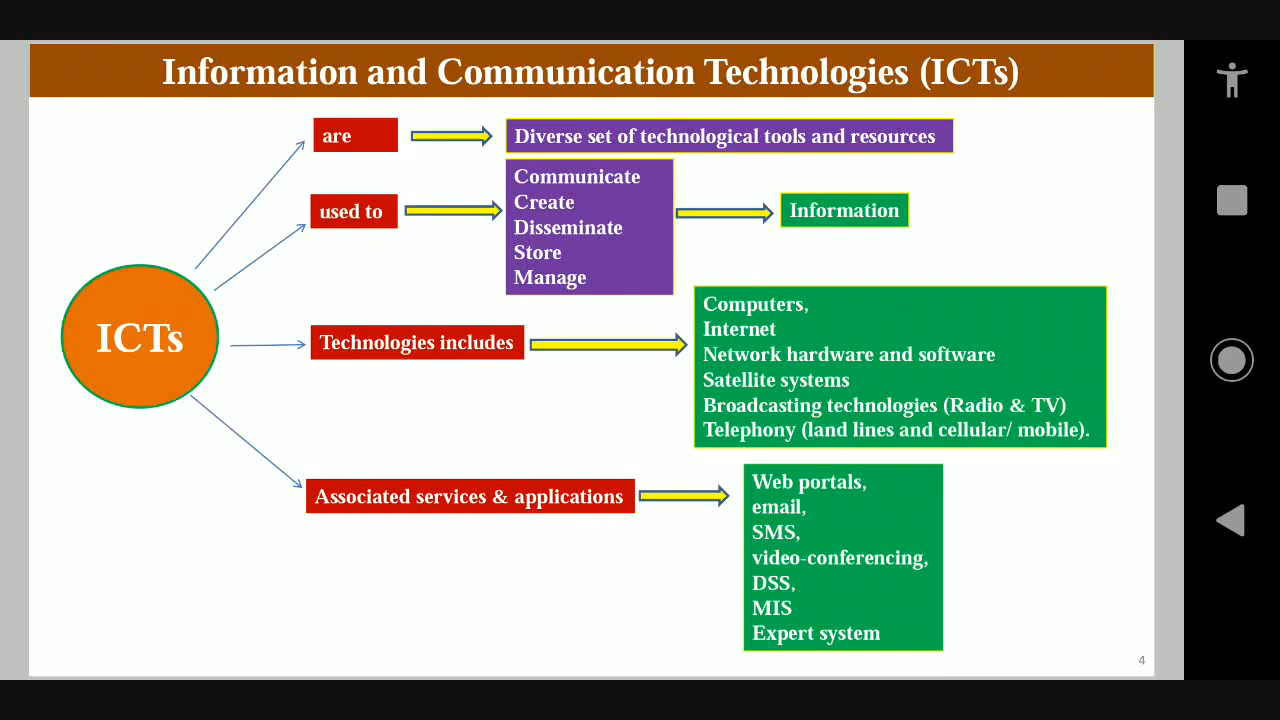 Information and Communication Technologies (ICTs)
are
Diverse set of technological tools and resources
used to
Communicate
Create
Disseminate
Store
Manage
Information
ICTs
Technologies includes
Computers,
Internet
Network hardware and software
Satellite systems
Broadcasting technologies (Radio & TV)
Telephony (land lines and cellular/ mobile).
Associated services & applications
Web portals,
email,
SMS,
video-conferencing,
DSS,
MIS
Expert system
4